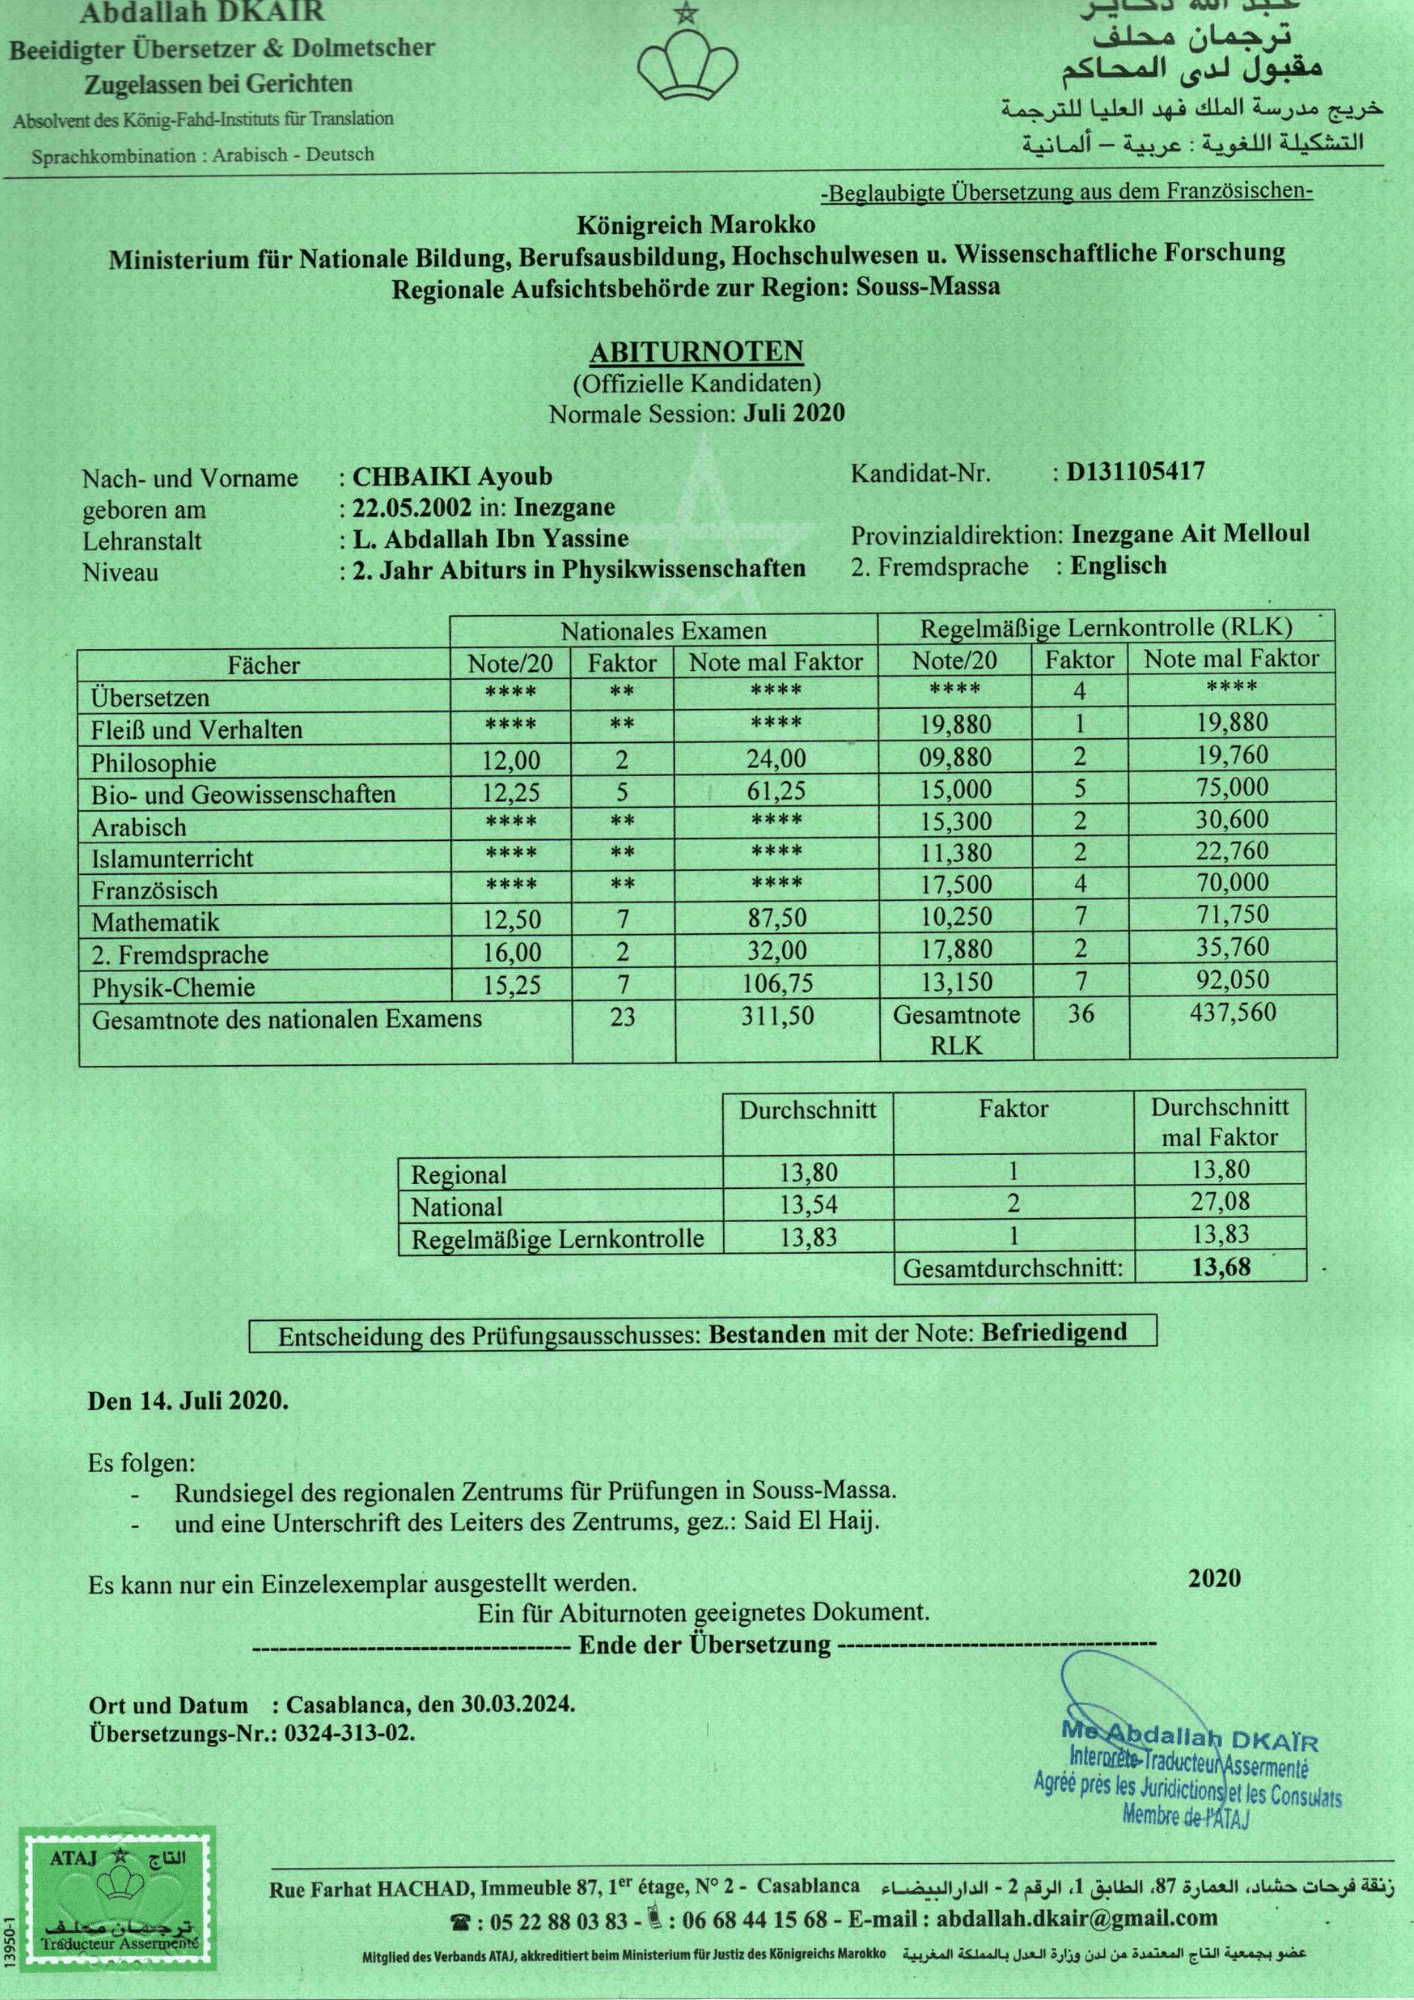 Abdallah DKAIR
Beeidigter Übersetzer & Dolmetscher
Zugelassen bei Gerichten
Absolvent des König-Fahd-Instituts für Translation
Sprachkombination : Arabisch - Deutsch
عبد الله دكاير
ترجمان محلف
مقبول لدى المحاكم
خريج مدرسة الملك فهد العليا للترجمة
التشكيلة اللغوية : عربية – ألمانية
-Beglaubigte Übersetzung aus dem Französischen-
Königreich Marokko
Ministerium für Nationale Bildung, Berufsausbildung, Hochschulwesen u. Wissenschaftliche Forschung
Regionale Aufsichtsbehörde zur Region: Souss-Massa
ABITURNOTEN
(Offizielle Kandidaten)
Normale Session: Juli 2020
Nach- und Vorname : CHBAIKI Ayoub Kandidat-Nr. : D131105417
geboren am : 22.05.2002 in: Inezgane
Lehranstalt : L. Abdallah Ibn Yassine Provinzialdirektion: Inezgane Ait Melloul
Niveau : 2. Jahr Abiturs in Physikwissenschaften 2. Fremdsprache : Englisch
Nationales Examen Regelmäßige Lernkontrolle (RLK)
Fächer Note/20 Faktor Note mal Faktor Note/20 Faktor Note mal Faktor
Übersetzen **** ** **** **** 4 ****
Fleiß und Verhalten **** ** **** 19,880 1 19,880
Philosophie 12,00 2 24,00 09,880 2 19,760
Bio- und Geowissenschaften 12,25 5 61,25 15,000 5 75,000
Arabisch **** ** **** 15,300 2 30,600
Islamunterricht **** ** **** 11,380 2 22,760
Französisch **** ** **** 17,500 4 70,000
Mathematik 12,50 7 87,50 10,250 7 71,750
2. Fremdsprache 16,00 2 32,00 17,880 2 35,760
Physik-Chemie 15,25 7 106,75 13,150 7 92,050
Gesamtnote des nationalen Examens 23 311,50 Gesamtnote 36 437,560
RLK
Durchschnitt Faktor Durchschnitt
mal Faktor
Regional 13,80 1 13,80
National 13,54 2 27,08
Regelmäßige Lernkontrolle 13,83 1 13,83
Gesamtdurchschnitt: 13,68
Entscheidung des Prüfungsausschusses: Bestanden mit der Note: Befriedigend
Den 14. Juli 2020.
Es folgen:
- Rundsiegel des regionalen Zentrums für Prüfungen in Souss-Massa.
- und eine Unterschrift des Leiters des Zentrums, gez.: Said El Haij.
Es kann nur ein Einzelexemplar ausgestellt werden. 2020
Ein für Abiturnoten geeignetes Dokument.
----------------------------------- Ende der Übersetzung -----------------------------------
Ort und Datum : Casablanca, den 30.03.2024.
Übersetzungs-Nr.: 0324-313-02.
Me Abdallah DKAÏR
Interprète-Traducteur Assermenté
Agréé près les Juridictions et les Consulats
Membre de l'ATAJ
ATAJ التاج
ترجمان محلف
Traducteur Assermenté
13950-1
Rue Farhat HACHAD, Immeuble 87, 1er étage, N° 2 - Casablanca زنقة فرحات حشاد، العمارة 87، الطابق 1، الرقم 2 - الدار البيضاء
☎ : 05 22 88 03 83 - : 06 68 44 15 68 - E-mail : abdallah.dkair@gmail.com
Mitglied des Verbands ATAJ, akkreditiert beim Ministerium für Justiz des Königreichs Marokko عضو بجمعية التاج المعتمدة من لدن وزارة العدل بالمملكة المغربية